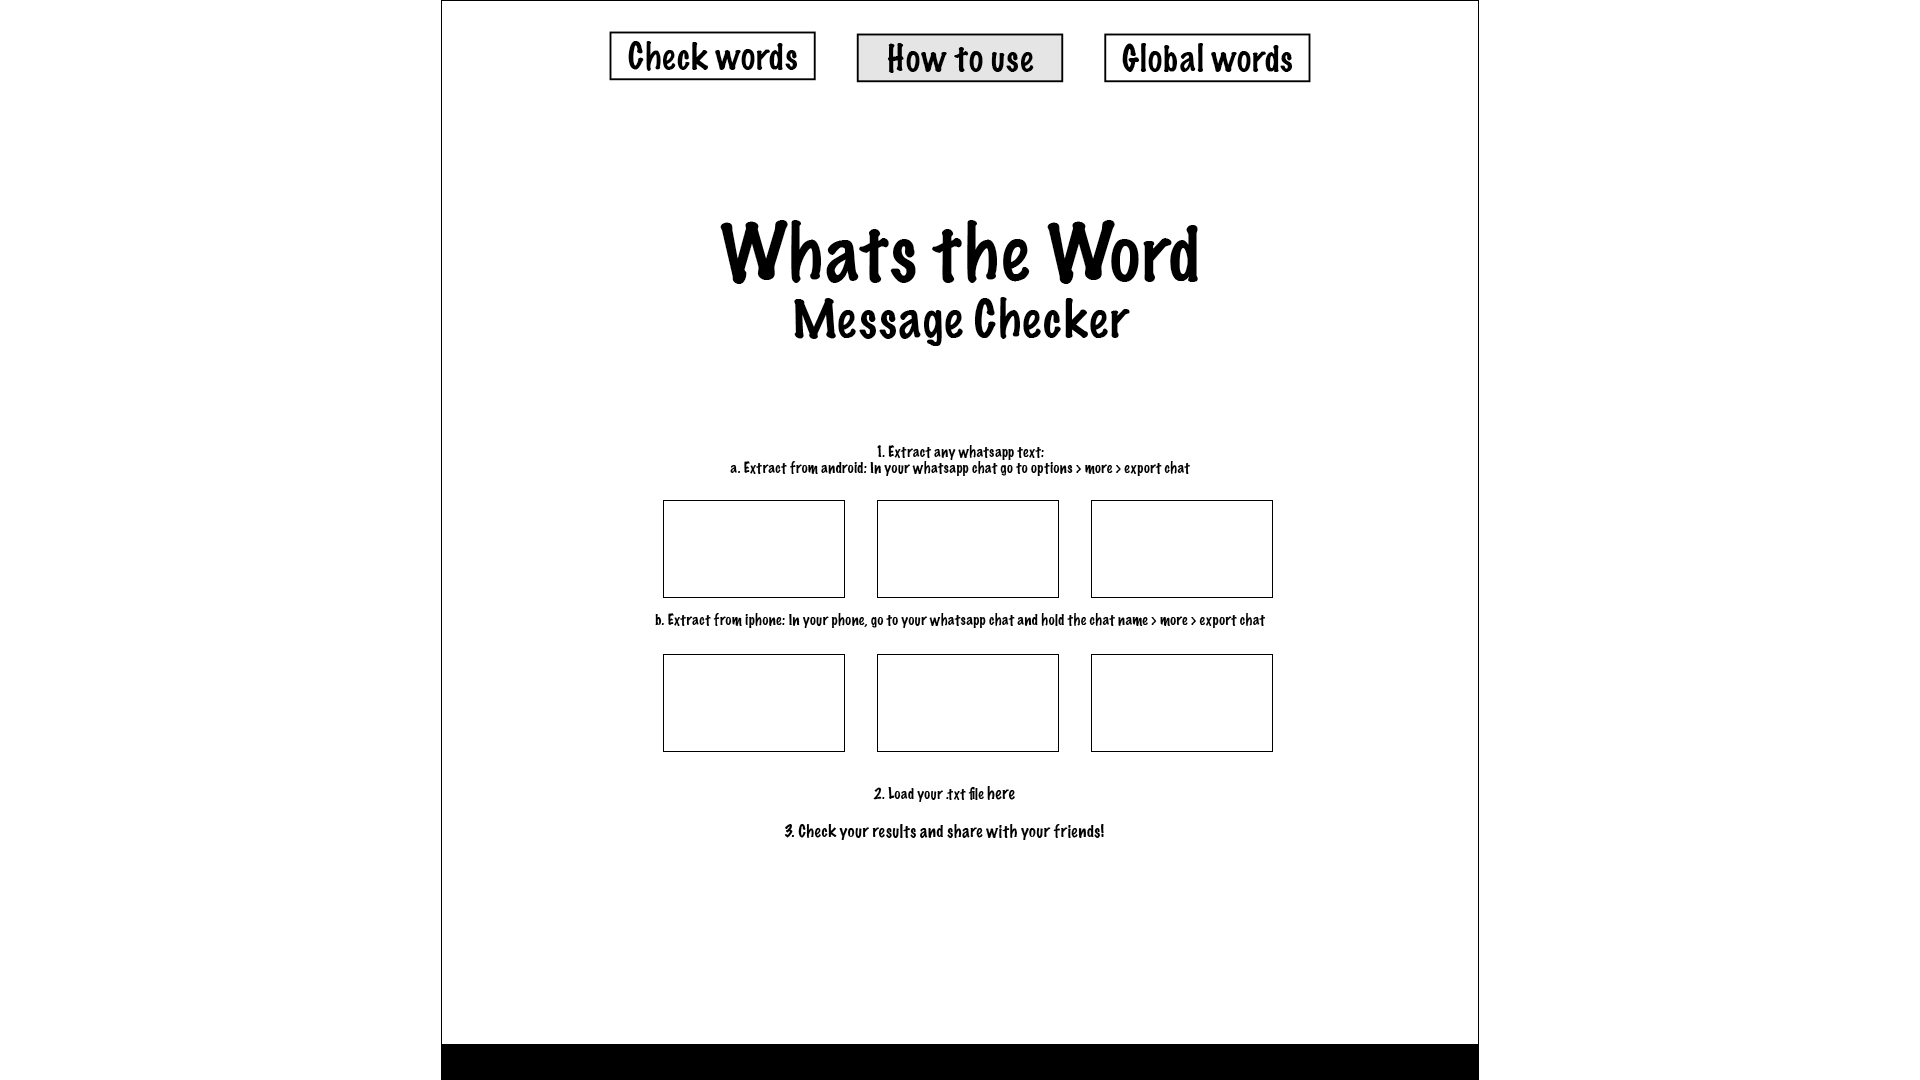 Check words
How to use
Global words
Whats the Word
Message Checker
1. Extract any whatsapp text:
a. Extract from android: In your whatsapp chat go to options > more > export chat
b. Extract from iphone: In your phone, go to your whatsapp chat and hold the chat name > more > export chat
2. Load your .txt file here
3. Check your results and share with your friends!